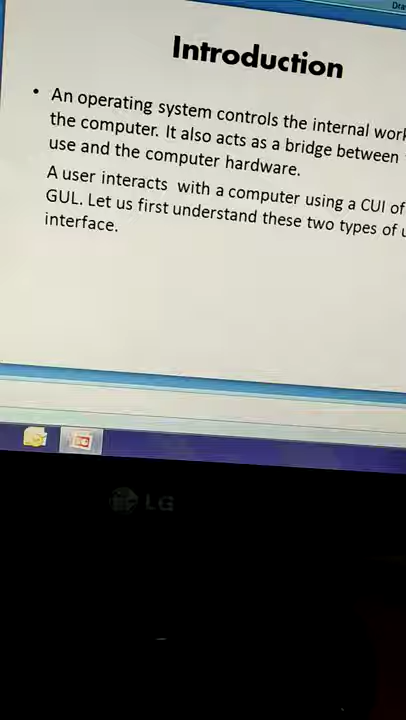 Dra
Introduction
• An operating system controls the internal work
the computer. It also acts as a bridge between
use and the computer hardware.
A user interacts with a computer using a CUI of
GUL. Let us first understand these two types of u
interface.
LG